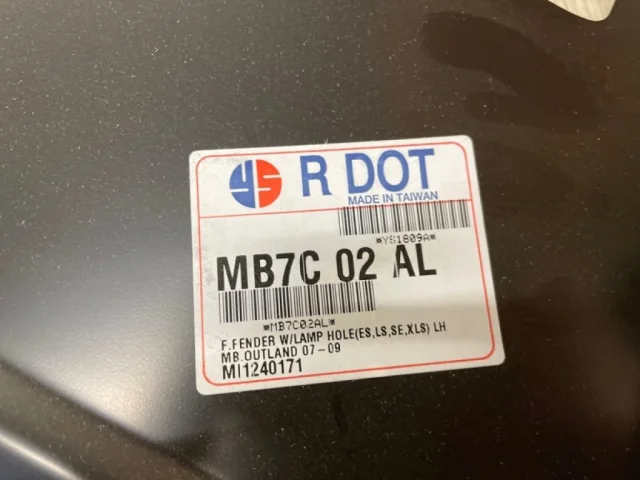 YS R DOT
MADE IN TAIWAN
*YS1809A*
MB7C 02 AL
*MB7C02AL*
F.FENDER W/LAMP HOLE(ES,LS,SE,XLS) LH
MB.OUTLAND 07-09
MI1240171